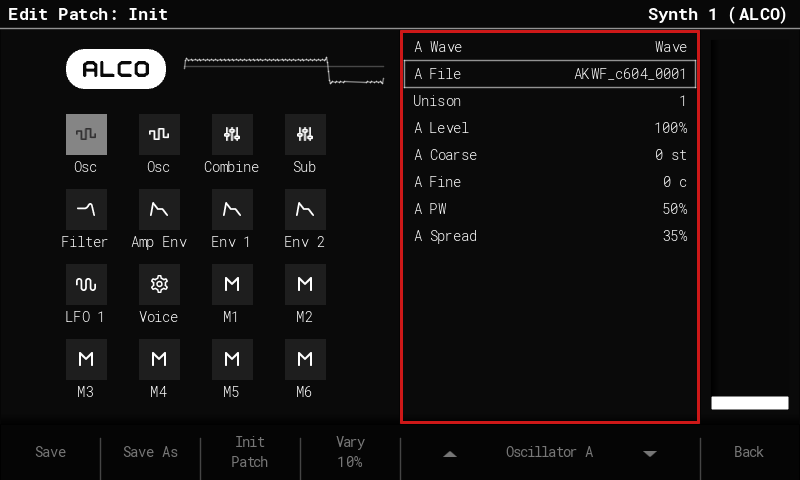 Edit Patch: Init
Synth 1 (ALCO)
ALCO
A Wave Wave
A File AKWF_c604_0001
Unison 1
A Level 100%
A Coarse 0 st
A Fine 0 c
A PW 50%
A Spread 35%
Osc Osc Combine Sub
Filter Amp Env Env 1 Env 2
LFO 1 Voice M M1 M M2
M M3 M M4 M M5 M M6
Save
Save As
Init
Patch
Vary
10%
Oscillator A
Back